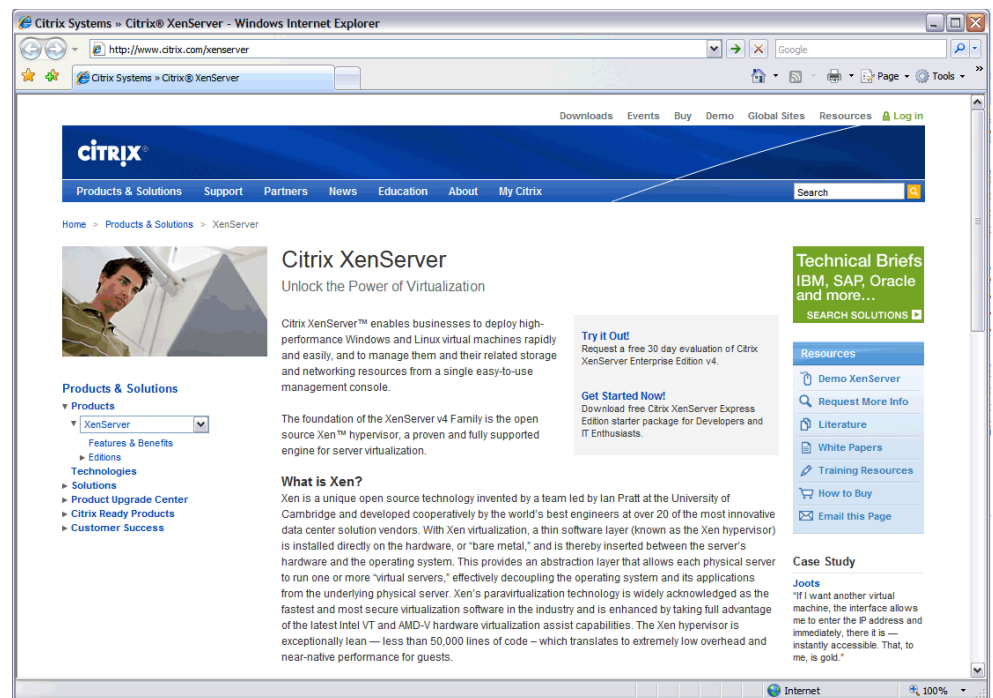 Citrix Systems » Citrix® XenServer - Windows Internet Explorer
http://www.citrix.com/xenserver
Google
Citrix Systems » Citrix® XenServer
Page
Tools
»
Downloads Events Buy Demo Global Sites Resources Log in
CİTRIX®
Products & Solutions Support Partners News Education About My Citrix
Search
Home > Products & Solutions > XenServer
Citrix XenServer
Unlock the Power of Virtualization
Citrix XenServer™ enables businesses to deploy high-
performance Windows and Linux virtual machines rapidly
and easily, and to manage them and their related storage
and networking resources from a single easy-to-use
management console.
The foundation of the XenServer v4 Family is the open
source Xen™ hypervisor, a proven and fully supported
engine for server virtualization.
Try it Out!
Request a free 30 day evaluation of Citrix
XenServer Enterprise Edition v4.
Get Started Now!
Download free Citrix XenServer Express
Edition starter package for Developers and
IT Enthusiasts.
What is Xen?
Xen is a unique open source technology invented by a team led by Ian Pratt at the University of
Cambridge and developed cooperatively by the world's best engineers at over 20 of the most innovative
data center solution vendors. With Xen virtualization, a thin software layer (known as the Xen hypervisor)
is installed directly on the hardware, or "bare metal," and is thereby inserted between the server's
hardware and the operating system. This provides an abstraction layer that allows each physical server
to run one or more "virtual servers," effectively decoupling the operating system and its applications
from the underlying physical server. Xen's paravirtualization technology is widely acknowledged as the
fastest and most secure virtualization software in the industry and is enhanced by taking full advantage
of the latest Intel VT and AMD-V hardware virtualization assist capabilities. The Xen hypervisor is
exceptionally lean — less than 50,000 lines of code – which translates to extremely low overhead and
near-native performance for guests.
Products & Solutions
Products
XenServer
Features & Benefits
Editions
Technologies
Solutions
Product Upgrade Center
Citrix Ready Products
Customer Success
Technical Briefs
IBM, SAP, Oracle
and more...
SEARCH SOLUTIONS
Resources
Demo XenServer
Request More Info
Literature
White Papers
Training Resources
How to Buy
Email this Page
Case Study
Joots
"If I want another virtual
machine, the interface allows
me to enter the IP address and
immediately, there it is —
instantly accessible. That, to
me, is gold."
Internet
100%